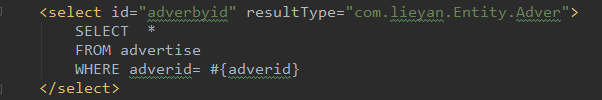 <select id="adverbyid" resultType="com.lieyan.Entity.Adver">
SELECT  *
FROM advertise
WHERE adverid= #{adverid}
</select>